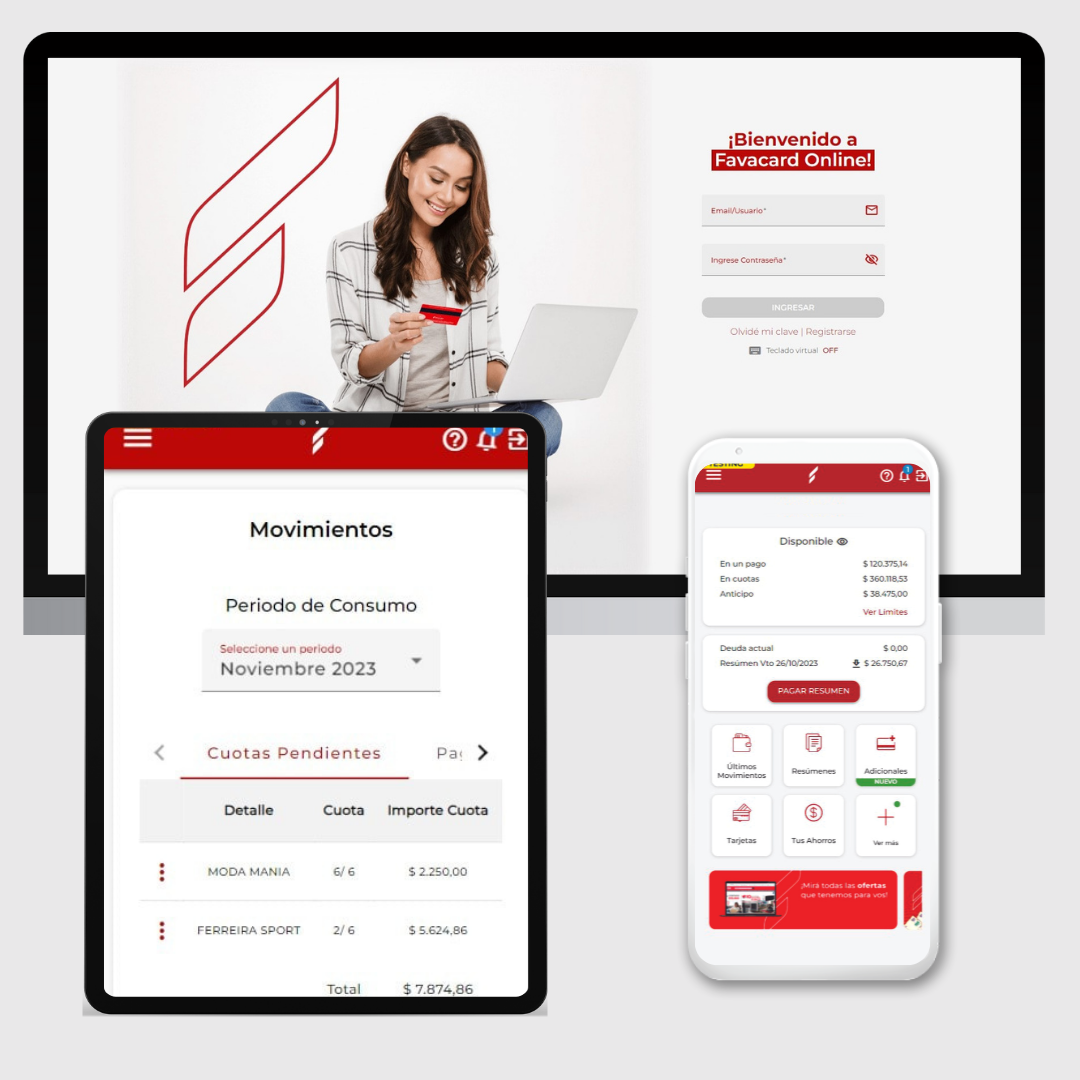 ¡Bienvenido a
Favacard Online!
Email/Usuario*
Ingrese Contraseña*
INGRESAR
Olvidé mi clave | Registrarse
Teclado virtual OFF
Movimientos
Periodo de Consumo
Seleccione un periodo
Noviembre 2023
Cuotas Pendientes
Detalle Cuota Importe Cuota
MODA MANIA 6/ 6 $ 2.250,00
FERREIRA SPORT 2/ 6 $ 5.624,86
Total $ 7.874,86
TESTING
1
Disponible
En un pago $ 120.375,14
En cuotas $ 360.118,53
Anticipo $ 38.475,00
Ver Limites
Deuda actual $ 0,00
Resúmen Vto 26/10/2023 $ 26.750,67
PAGAR RESUMEN
Últimos
Movimientos
Resúmenes
Adicionales
NUEVO
Tarjetas
Tus Ahorros
Ver más
¡Mirá todas las ofertas
que tenemos para vos!